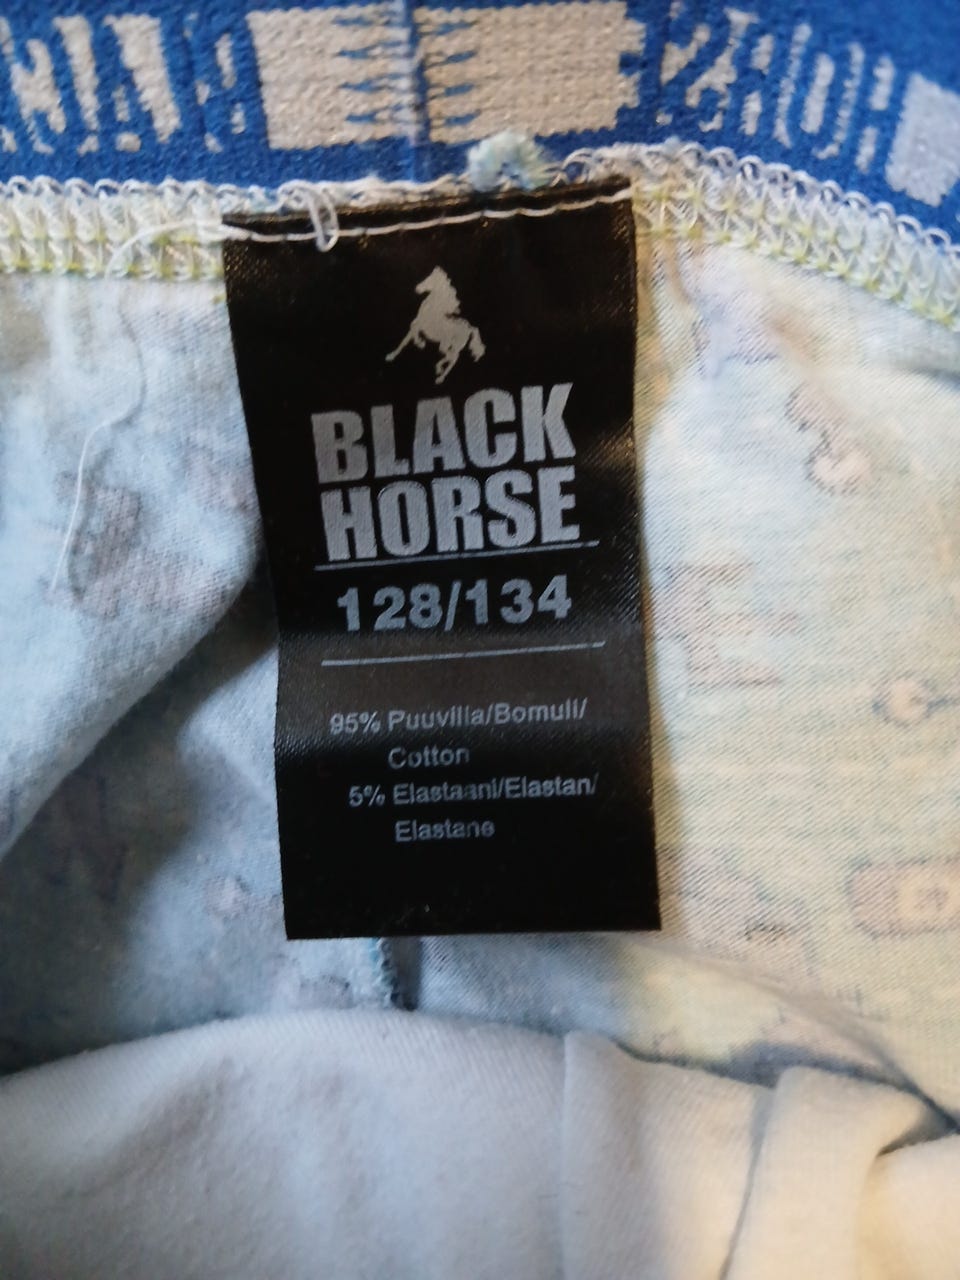 BLACK
HORSE
128/134
95% Puuvilla/Bomull/
Cotton
5% Elastaani/Elastan/
Elastane